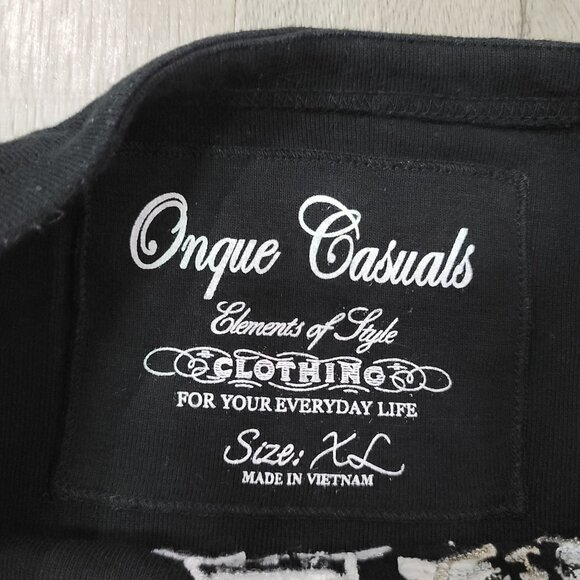 Onque Casuals
Elements of Style
CLOTHING
FOR YOUR EVERYDAY LIFE
Size: XL
MADE IN VIETNAM